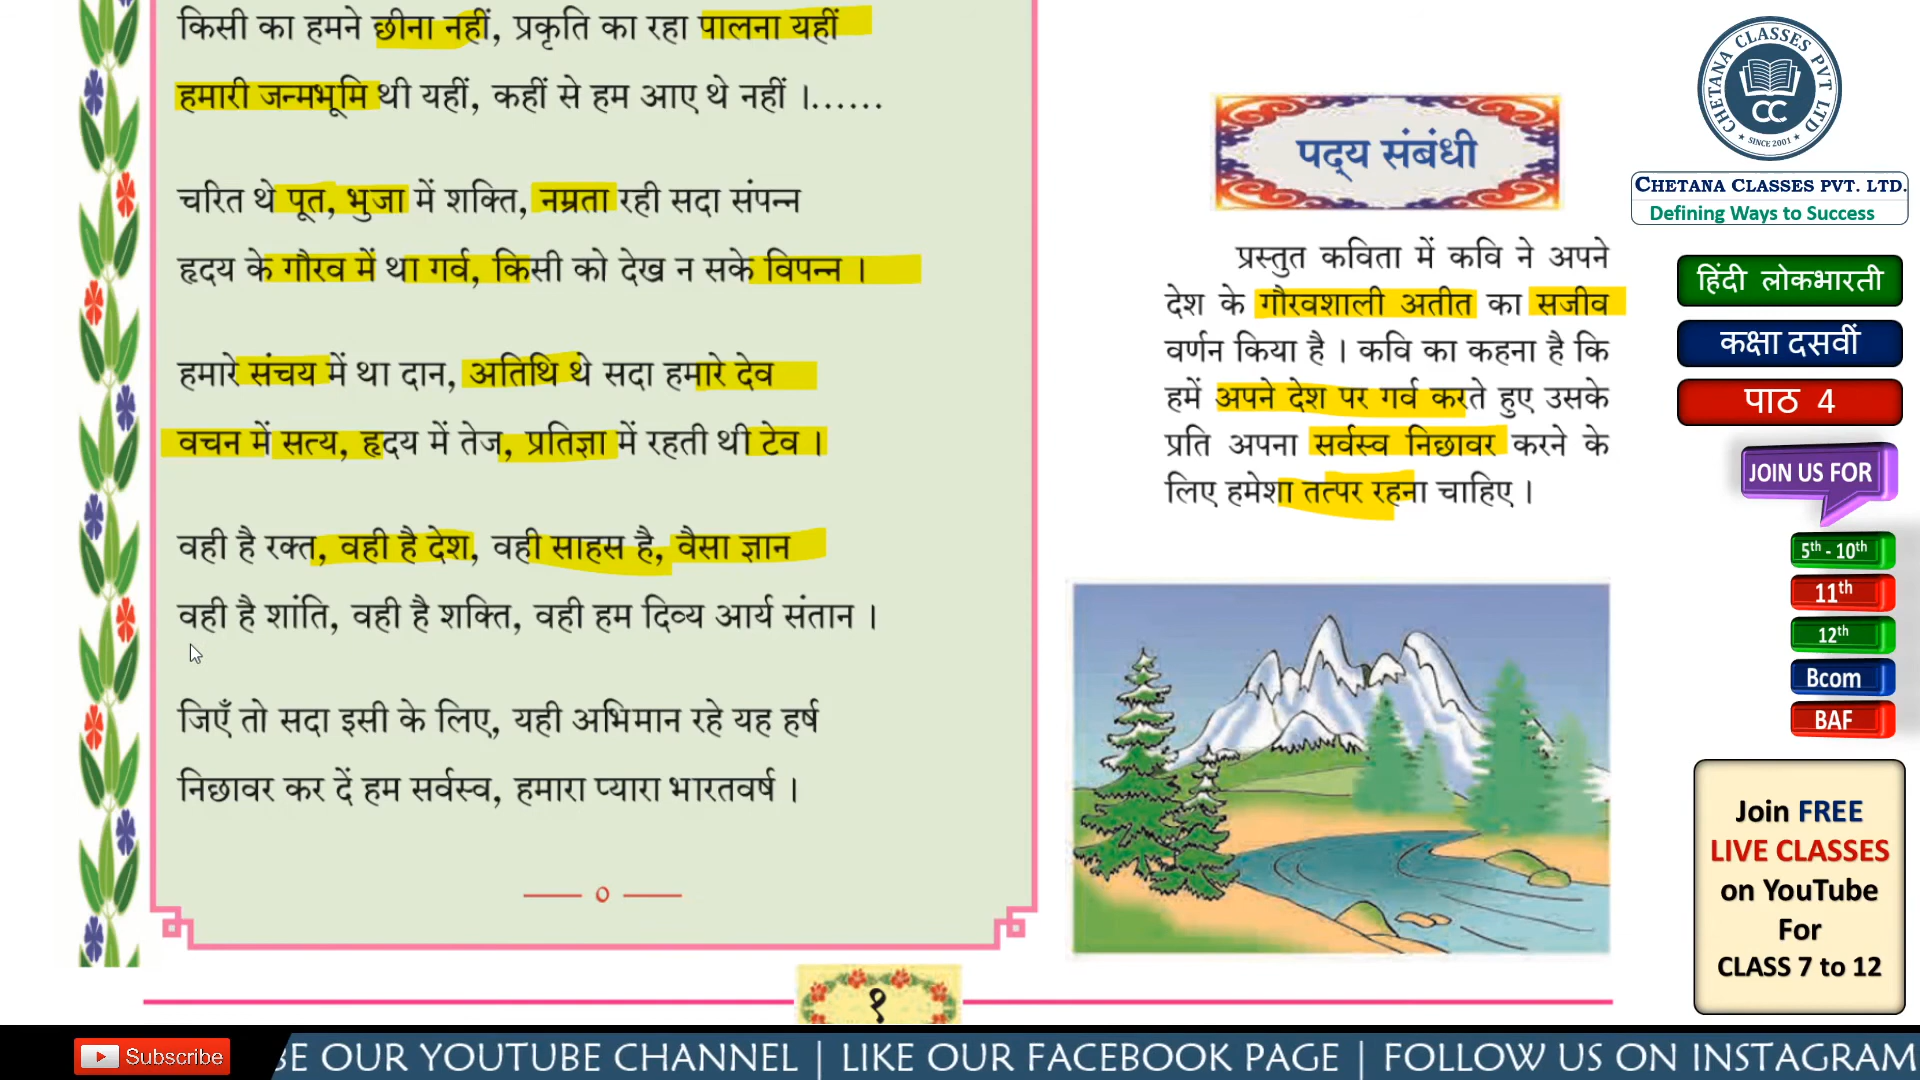 किसी का हमने छीना नहीं, प्रकृति का रहा पालना यहीं
हमारी जन्मभूमि थी यहीं, कहीं से हम आए थे नहीं ।......
चरित थे पूत, भुजा में शक्ति, नम्रता रही सदा संपन्न
हृदय के गौरव में था गर्व, किसी को देख न सके विपन्न ।
हमारे संचय में था दान, अतिथि थे सदा हमारे देव
वचन में सत्य, हृदय में तेज, प्रतिज्ञा में रहती थी टेव ।
वही है रक्त, वही है देश, वही साहस है, वैसा ज्ञान
वही है शांति, वही है शक्ति, वही हम दिव्य आर्य संतान ।
जिएँ तो सदा इसी के लिए, यही अभिमान रहे यह हर्ष
निछावर कर दें हम सर्वस्व, हमारा प्यारा भारतवर्ष ।
पद्य संबंधी
प्रस्तुत कविता में कवि ने अपने
देश के गौरवशाली अतीत का सजीव
वर्णन किया है । कवि का कहना है कि
हमें अपने देश पर गर्व करते हुए उसके
प्रति अपना सर्वस्व निछावर करने के
लिए हमेशा तत्पर रहना चाहिए ।
१
CHETANA CLASSES PVT LTD
CC
SINCE 2001
CHETANA CLASSES PVT. LTD.
Defining Ways to Success
हिंदी लोकभारती
कक्षा दसवीं
पाठ 4
JOIN US FOR
5th - 10th
11th
12th
Bcom
BAF
Join FREE
LIVE CLASSES
on YouTube
For
CLASS 7 to 12
Subscribe
BE OUR YOUTUBE CHANNEL | LIKE OUR FACEBOOK PAGE | FOLLOW US ON INSTAGRAM